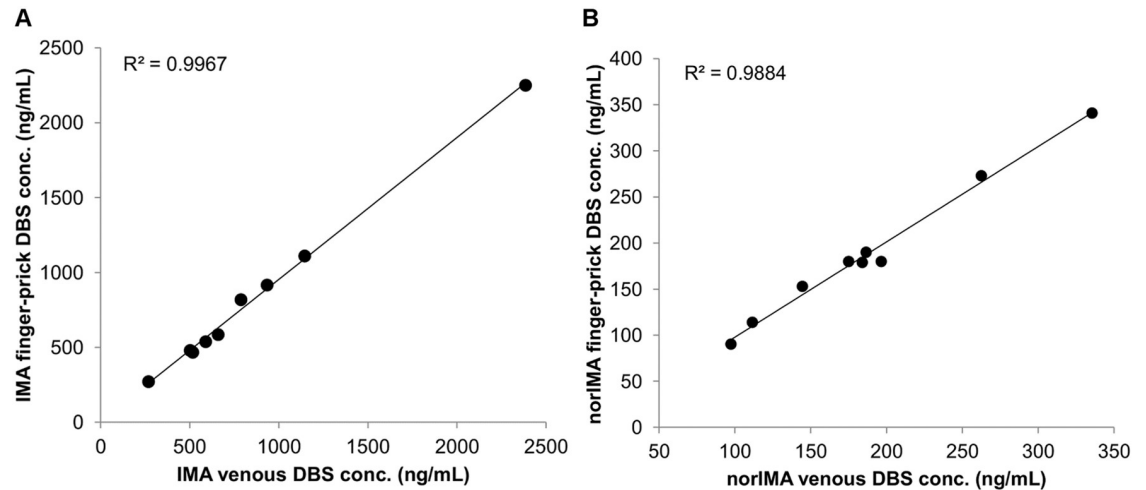 A
IMA finger-prick DBS conc. (ng/mL)
2500
2000
1500
1000
500
0
R² = 0.9967
0 500 1000 1500 2000 2500
IMA venous DBS conc. (ng/mL)
B
norIMA finger-prick DBS conc. (ng/mL)
400
350
300
250
200
150
100
50
0
R² = 0.9884
50 100 150 200 250 300 350
norIMA venous DBS conc. (ng/mL)